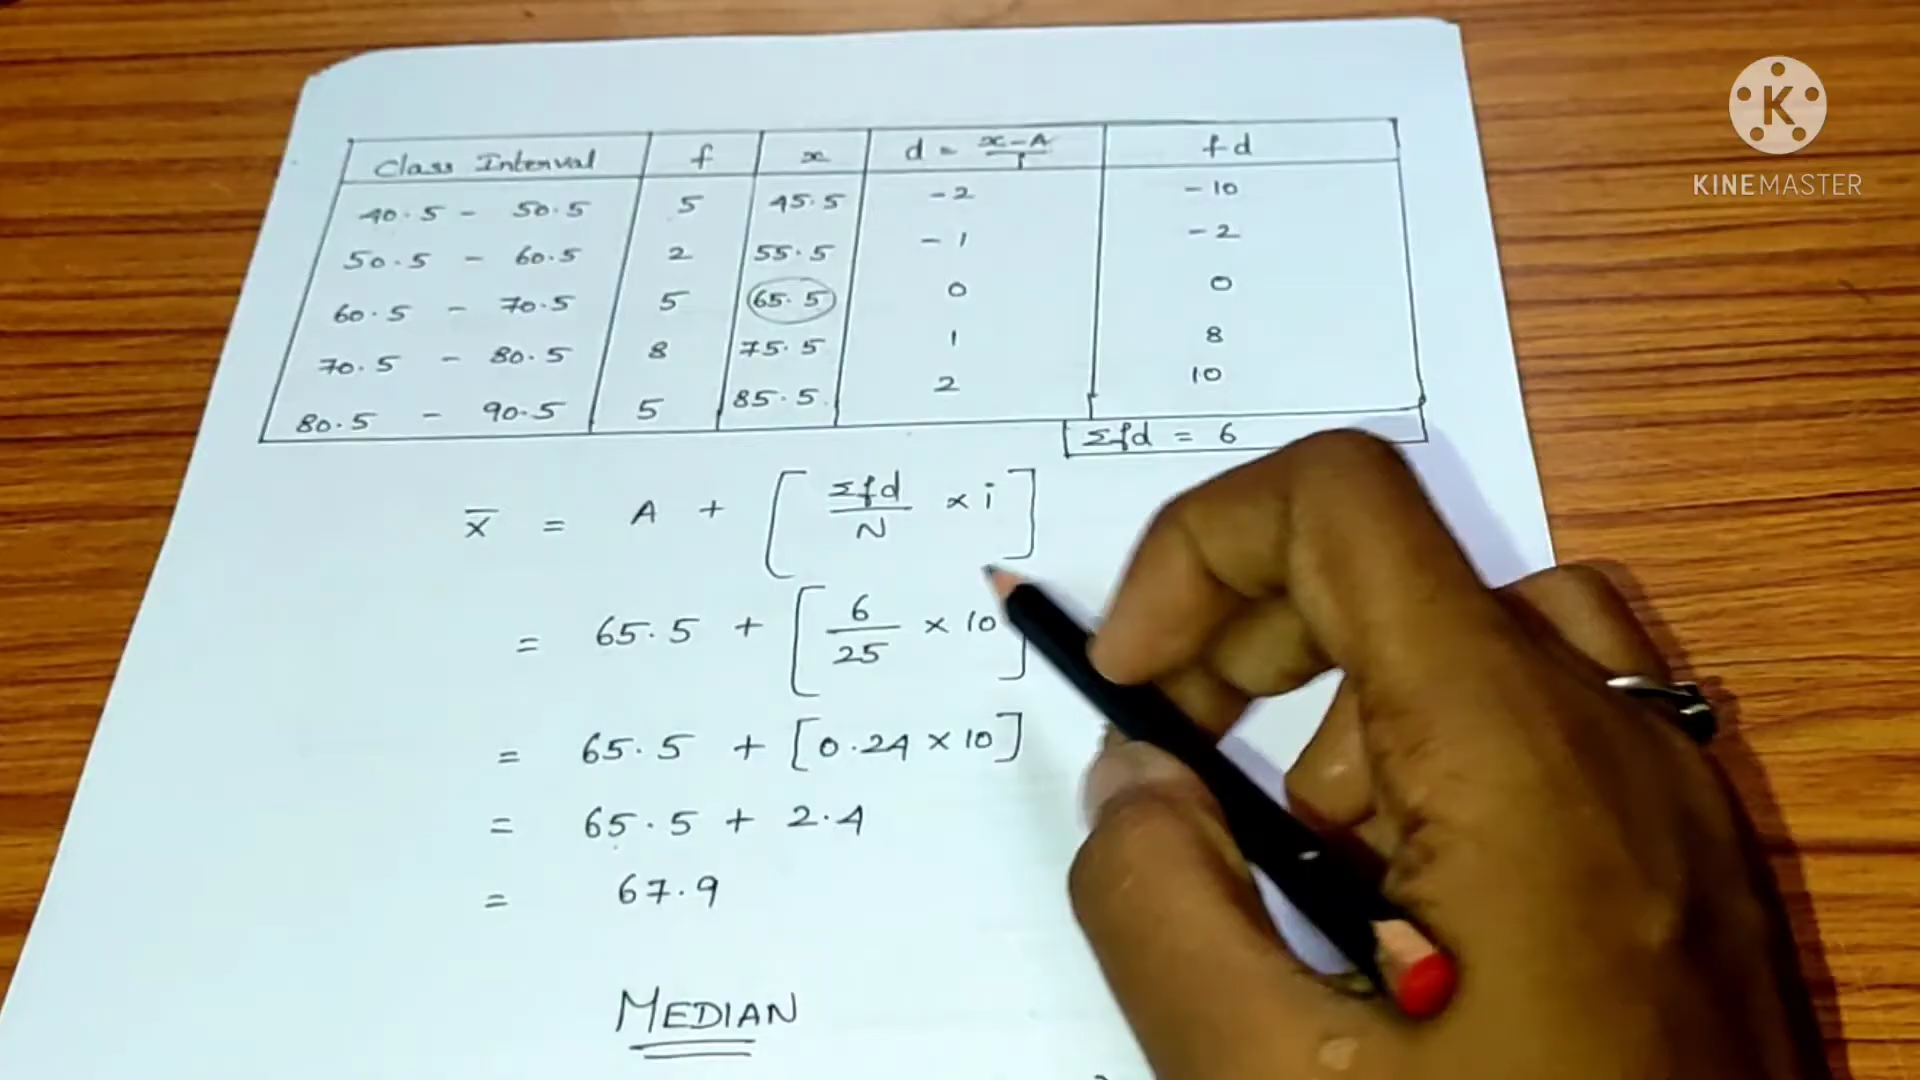 KINEMASTER
Class Interval f x d = x-A/i fd
40.5 - 50.5 5 45.5 -2 -10
50.5 - 60.5 2 55.5 -1 -2
60.5 - 70.5 5 65.5 0 0
70.5 - 80.5 8 75.5 1 8
80.5 - 90.5 5 85.5 2 10
Σfd = 6
x̅ = A + [Σfd/N × i]
= 65.5 + [6/25 × 10]
= 65.5 + [0.24 × 10]
= 65.5 + 2.4
= 67.9
MEDIAN